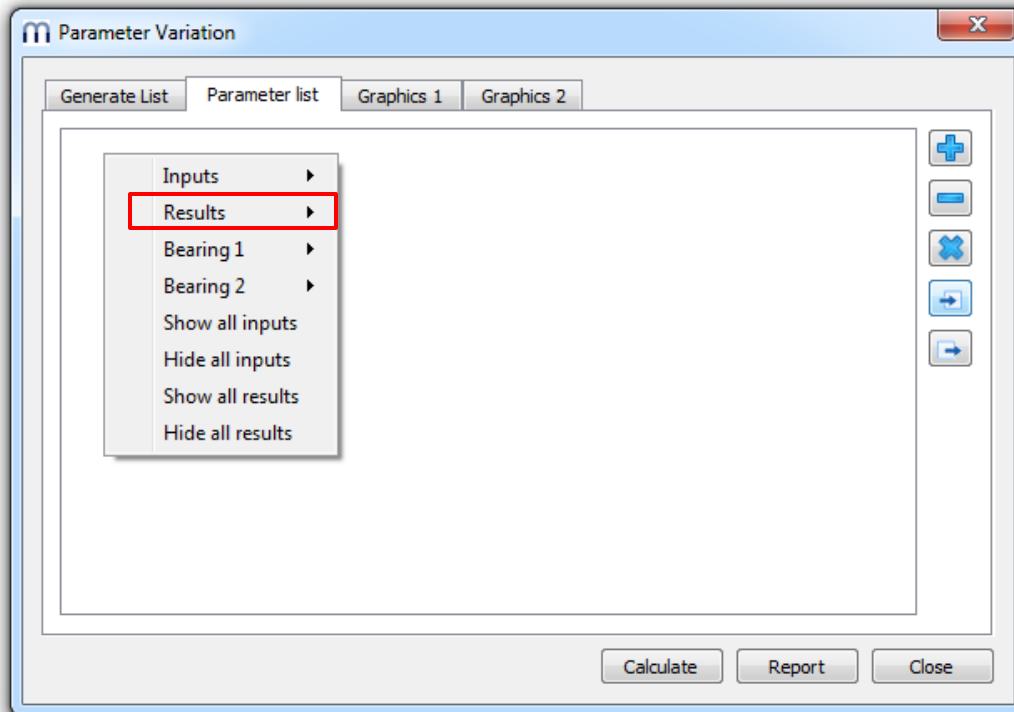 Parameter Variation
Generate List
Parameter list
Graphics 1
Graphics 2
Inputs
Results
Bearing 1
Bearing 2
Show all inputs
Hide all inputs
Show all results
Hide all results
Calculate
Report
Close